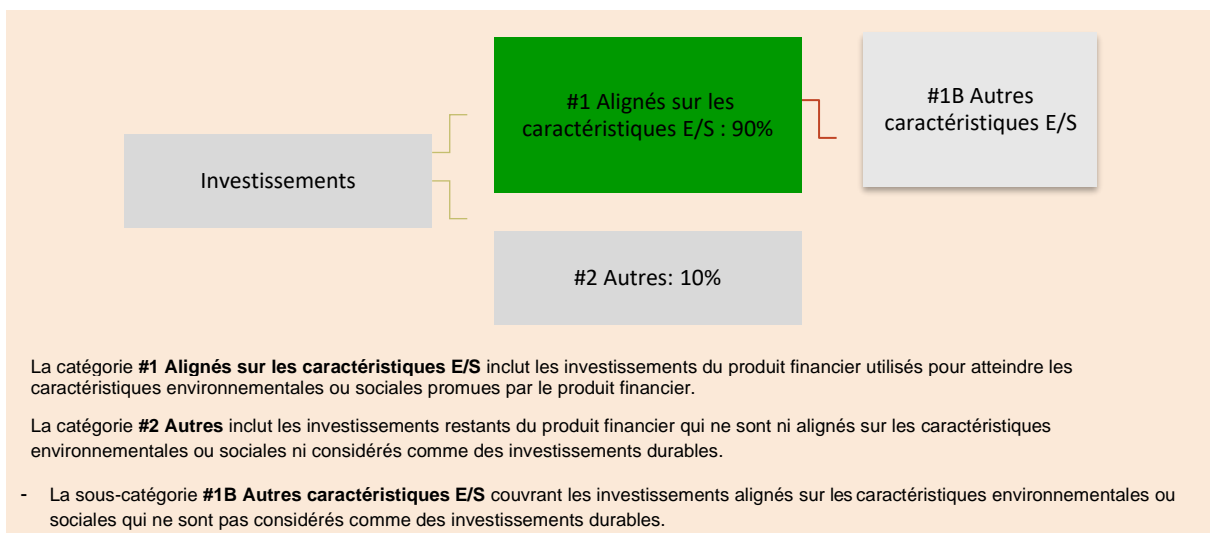 #1 Alignés sur les
caractéristiques E/S : 90%
#1B Autres
caractéristiques E/S
Investissements
#2 Autres: 10%
La catégorie #1 Alignés sur les caractéristiques E/S inclut les investissements du produit financier utilisés pour atteindre les
caractéristiques environnementales ou sociales promues par le produit financier.
La catégorie #2 Autres inclut les investissements restants du produit financier qui ne sont ni alignés sur les caractéristiques
environnementales ou sociales ni considérés comme des investissements durables.
- La sous-catégorie #1B Autres caractéristiques E/S couvrant les investissements alignés sur les caractéristiques environnementales ou
sociales qui ne sont pas considérés comme des investissements durables.